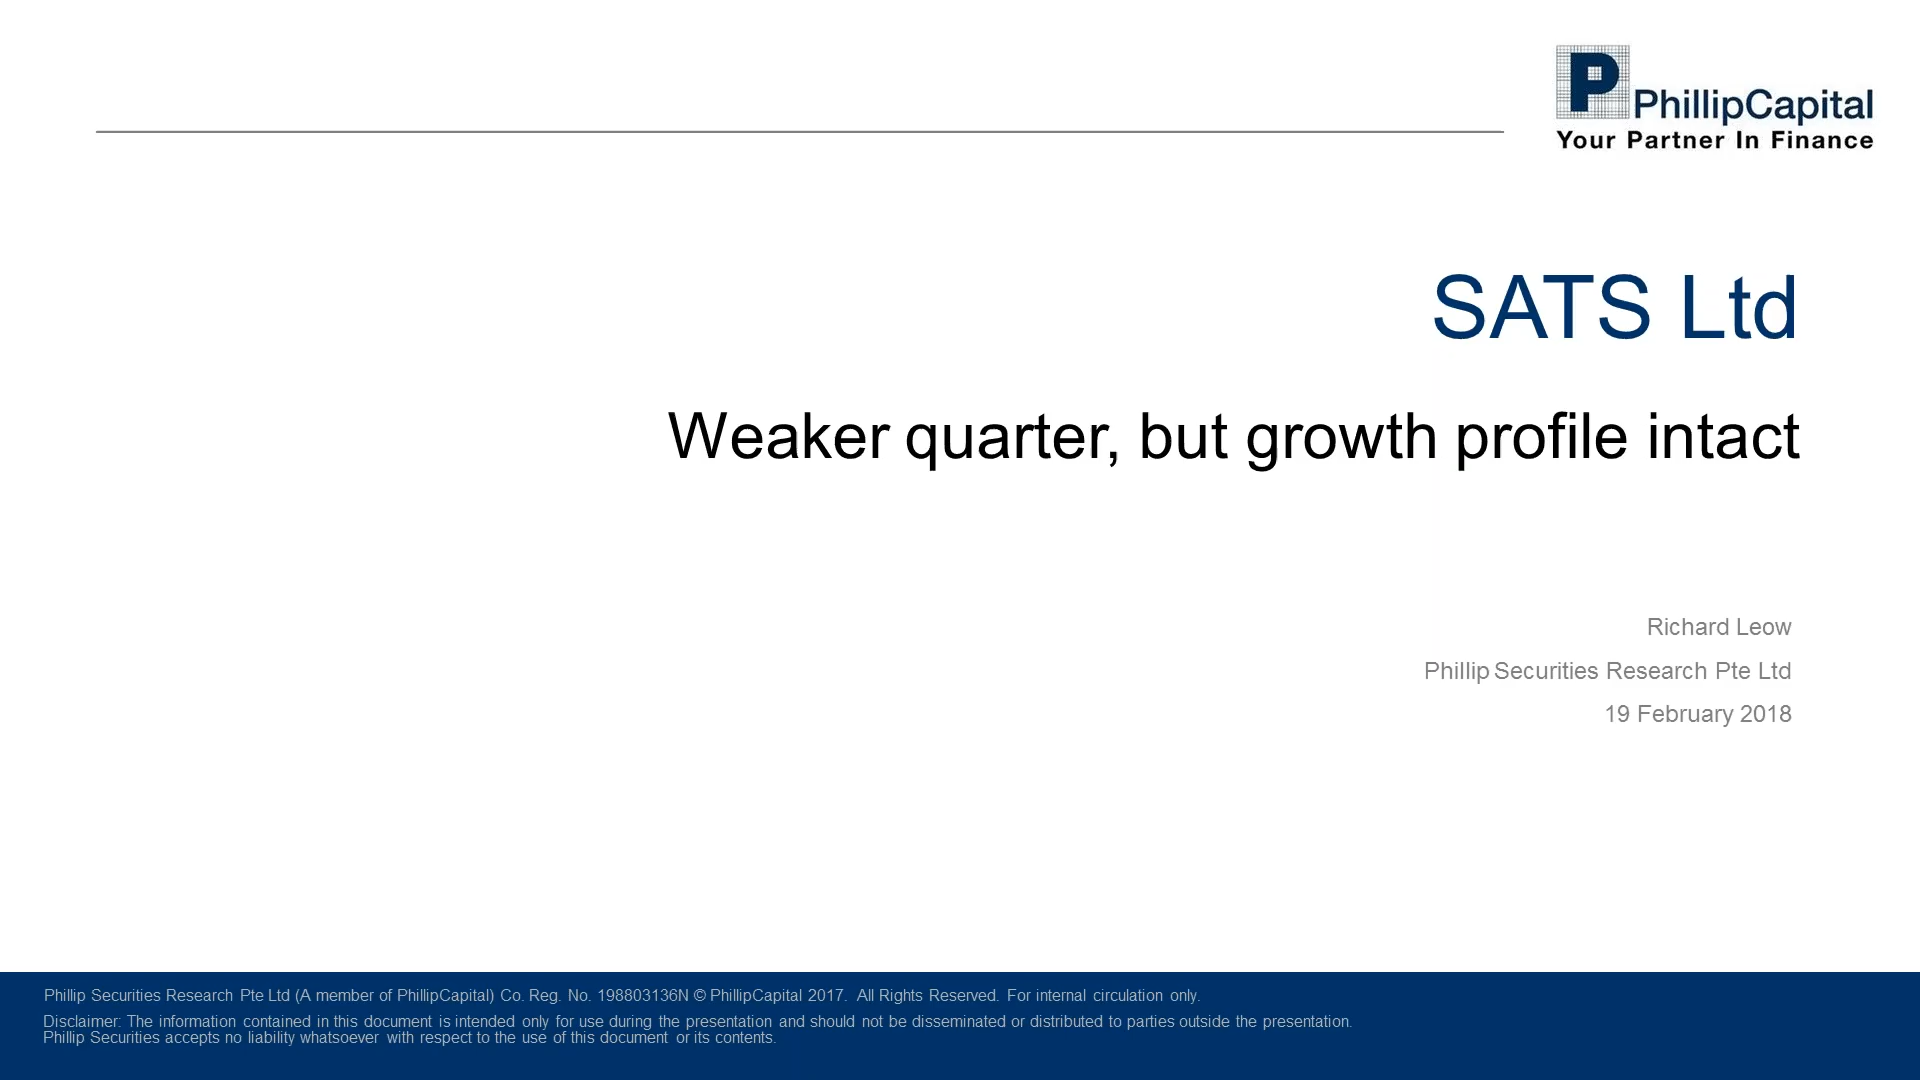 P
PhillipCapital
Your Partner In Finance
SATS Ltd
Weaker quarter, but growth profile intact
Richard Leow
Phillip Securities Research Pte Ltd
19 February 2018
Phillip Securities Research Pte Ltd (A member of PhillipCapital) Co. Reg. No. 198803136N © PhillipCapital 2017. All Rights Reserved. For internal circulation only.
Disclaimer: The information contained in this document is intended only for use during the presentation and should not be disseminated or distributed to parties outside the presentation.
Phillip Securities accepts no liability whatsoever with respect to the use of this document or its contents.